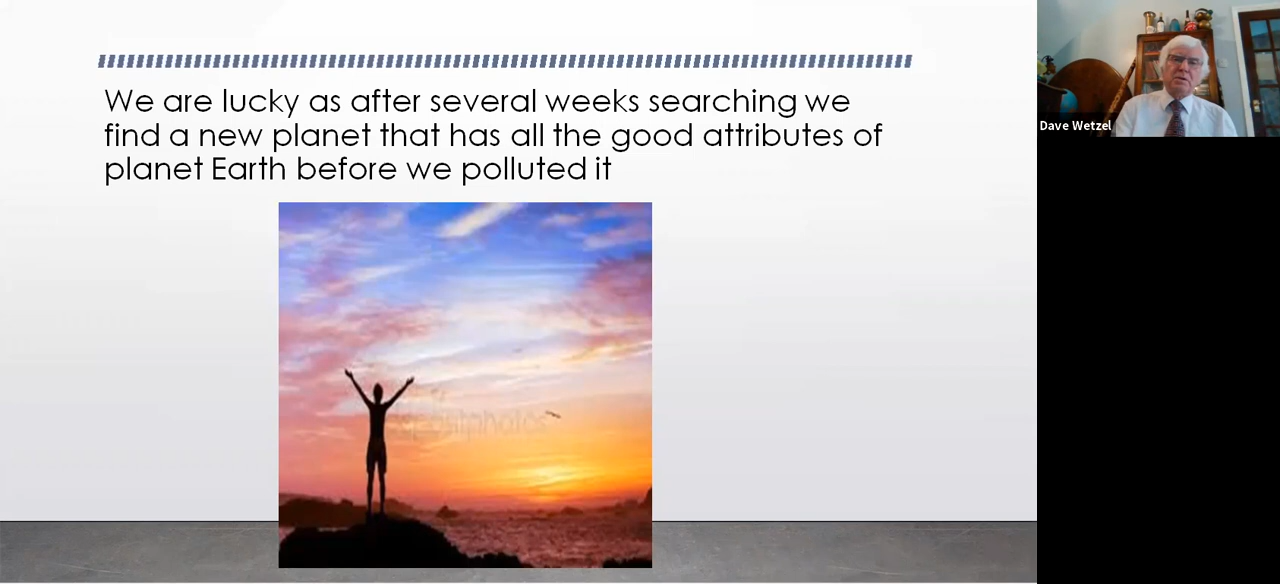 We are lucky as after several weeks searching we
find a new planet that has all the good attributes of
planet Earth before we polluted it
Dave Wetzel